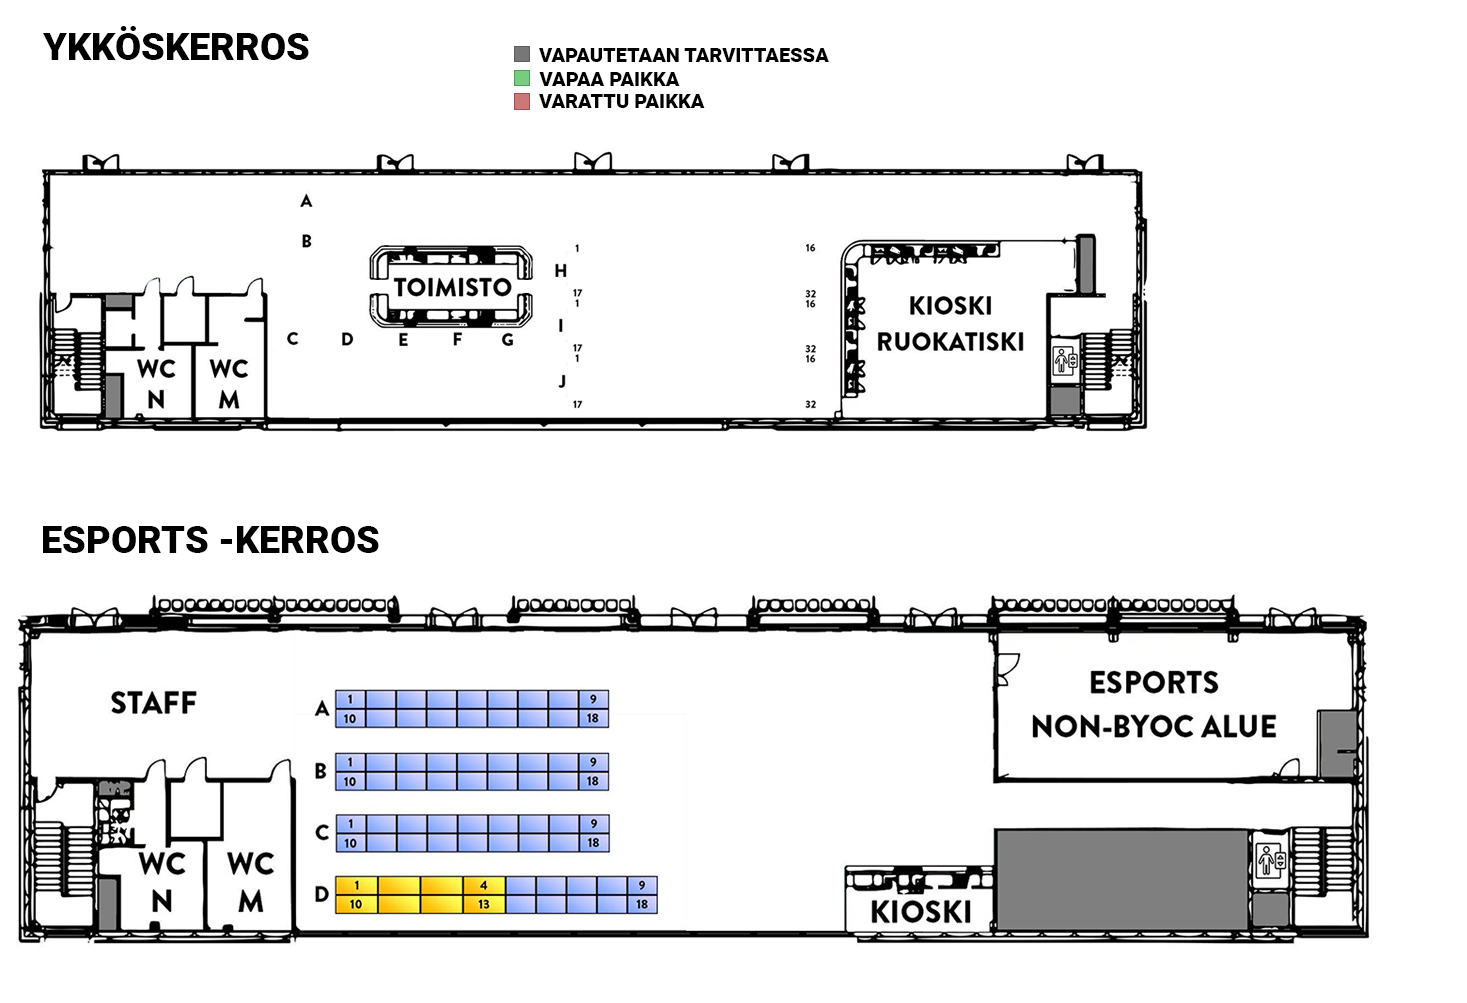 YKKÖSKERROS
VAPAUTETAAN TARVITTAESSA
VAPAA PAIKKA
VARATTU PAIKKA
A
B
1 16
H
TOIMISTO
17 32
1 16
KIOSKI
RUOKATISKI
I
C D E F G
17 32
1 16
WC
N
WC
M
J
17 32
ESPORTS -KERROS
STAFF
ESPORTS
NON-BYOC ALUE
A
1 9
10 18
B
1 9
10 18
C
1 9
10 18
WC
N
WC
M
D
1 4 9
10 13 18
KIOSKI